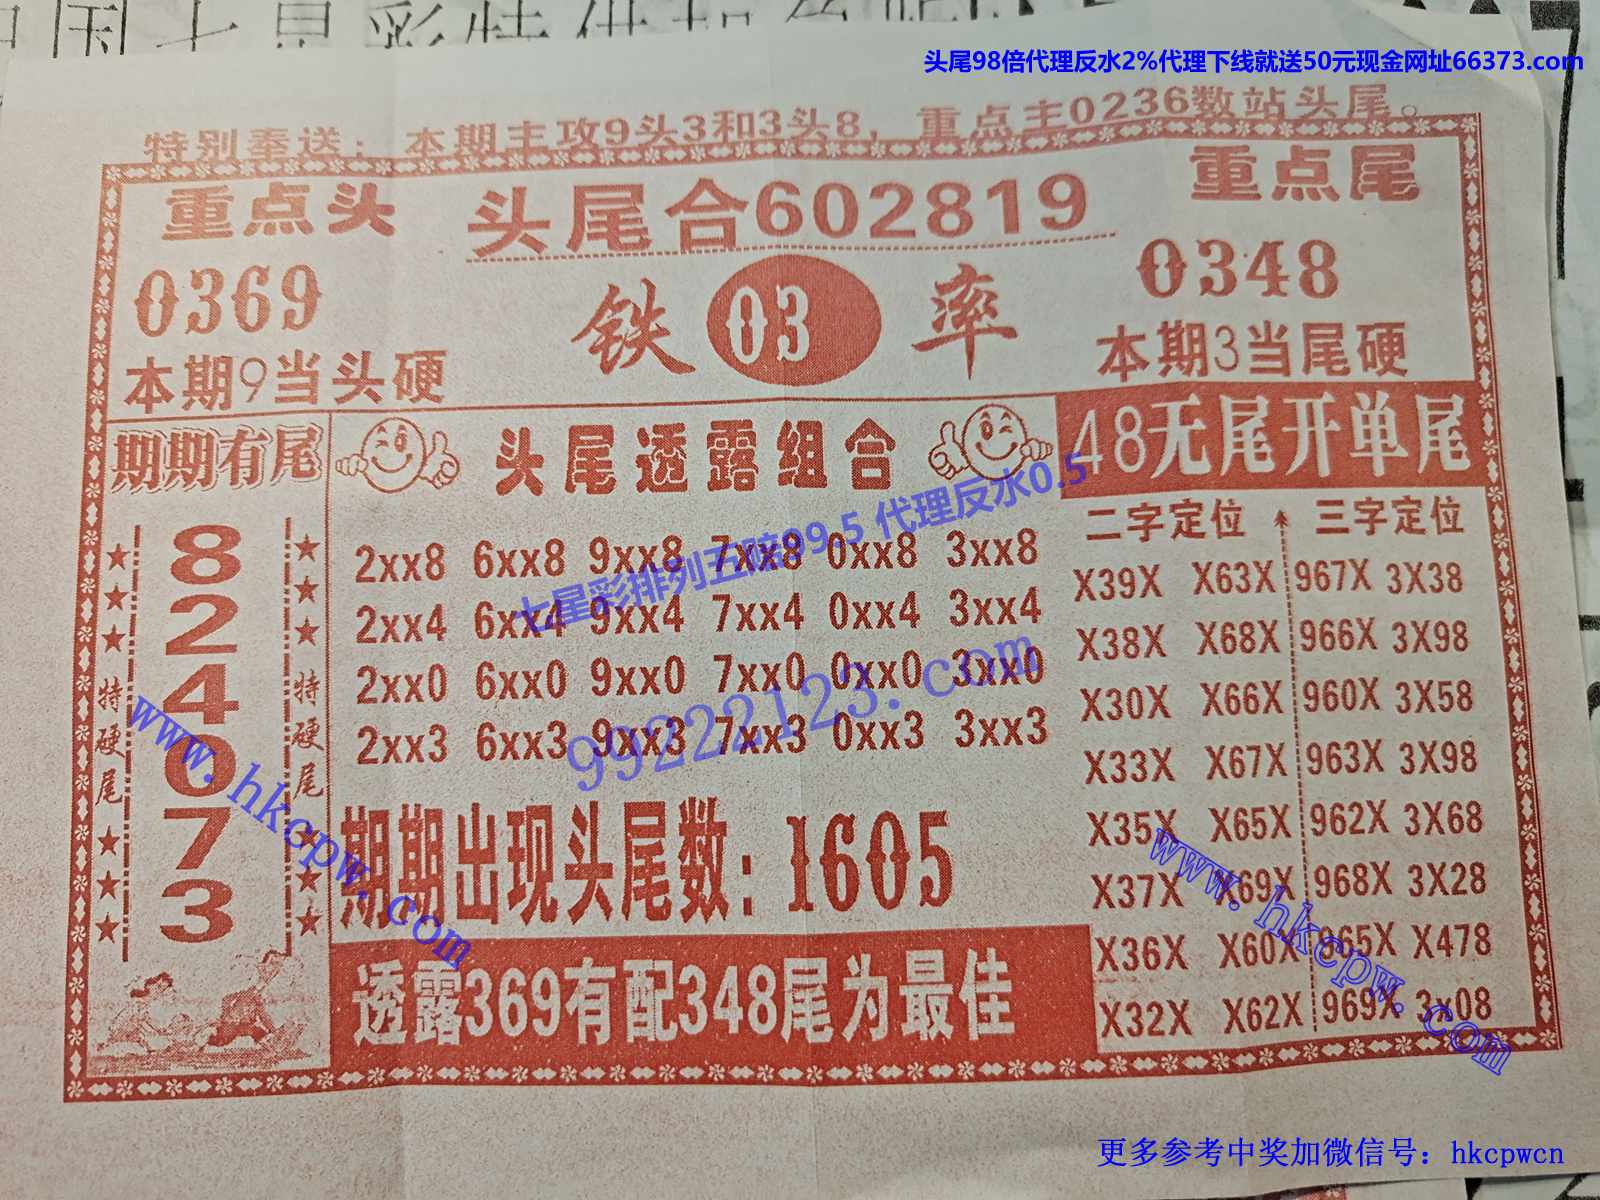 头尾98倍代理反水2%代理下线就送50元现金网址66373.com
特别奉送：本期主攻9头3和3头8，重点主0236数站头尾。
重点头
头尾合602819
重点尾
0369
铁 03 率
0348
本期9当头硬
本期3当尾硬
期期有尾
头尾透露组合
48无尾开单尾
★★★特硬尾★★★
8
2
4
0
7
3
★★★特硬尾★★★
2xx8 6xx8 9xx8 7xx8 0xx8 3xx8
2xx4 6xx4 9xx4 7xx4 0xx4 3xx4
2xx0 6xx0 9xx0 7xx0 0xx0 3xx0
2xx3 6xx3 9xx3 7xx3 0xx3 3xx3
七星彩排列五赔99.5 代理反水0.5
99222123.com
期期出现头尾数：1605
透露369有配348尾为最佳
二字定位 三字定位
X39X X63X 967X 3X38
X38X X68X 966X 3X98
X30X X66X 960X 3X58
X33X X67X 963X 3X98
X35X X65X 962X 3X68
X37X X69X 968X 3X28
X36X X60X 965X X478
X32X X62X 969X 3x08
www.hkcpw.com
www.hkcpw.com
更多参考中奖加微信号：hkcpwcn